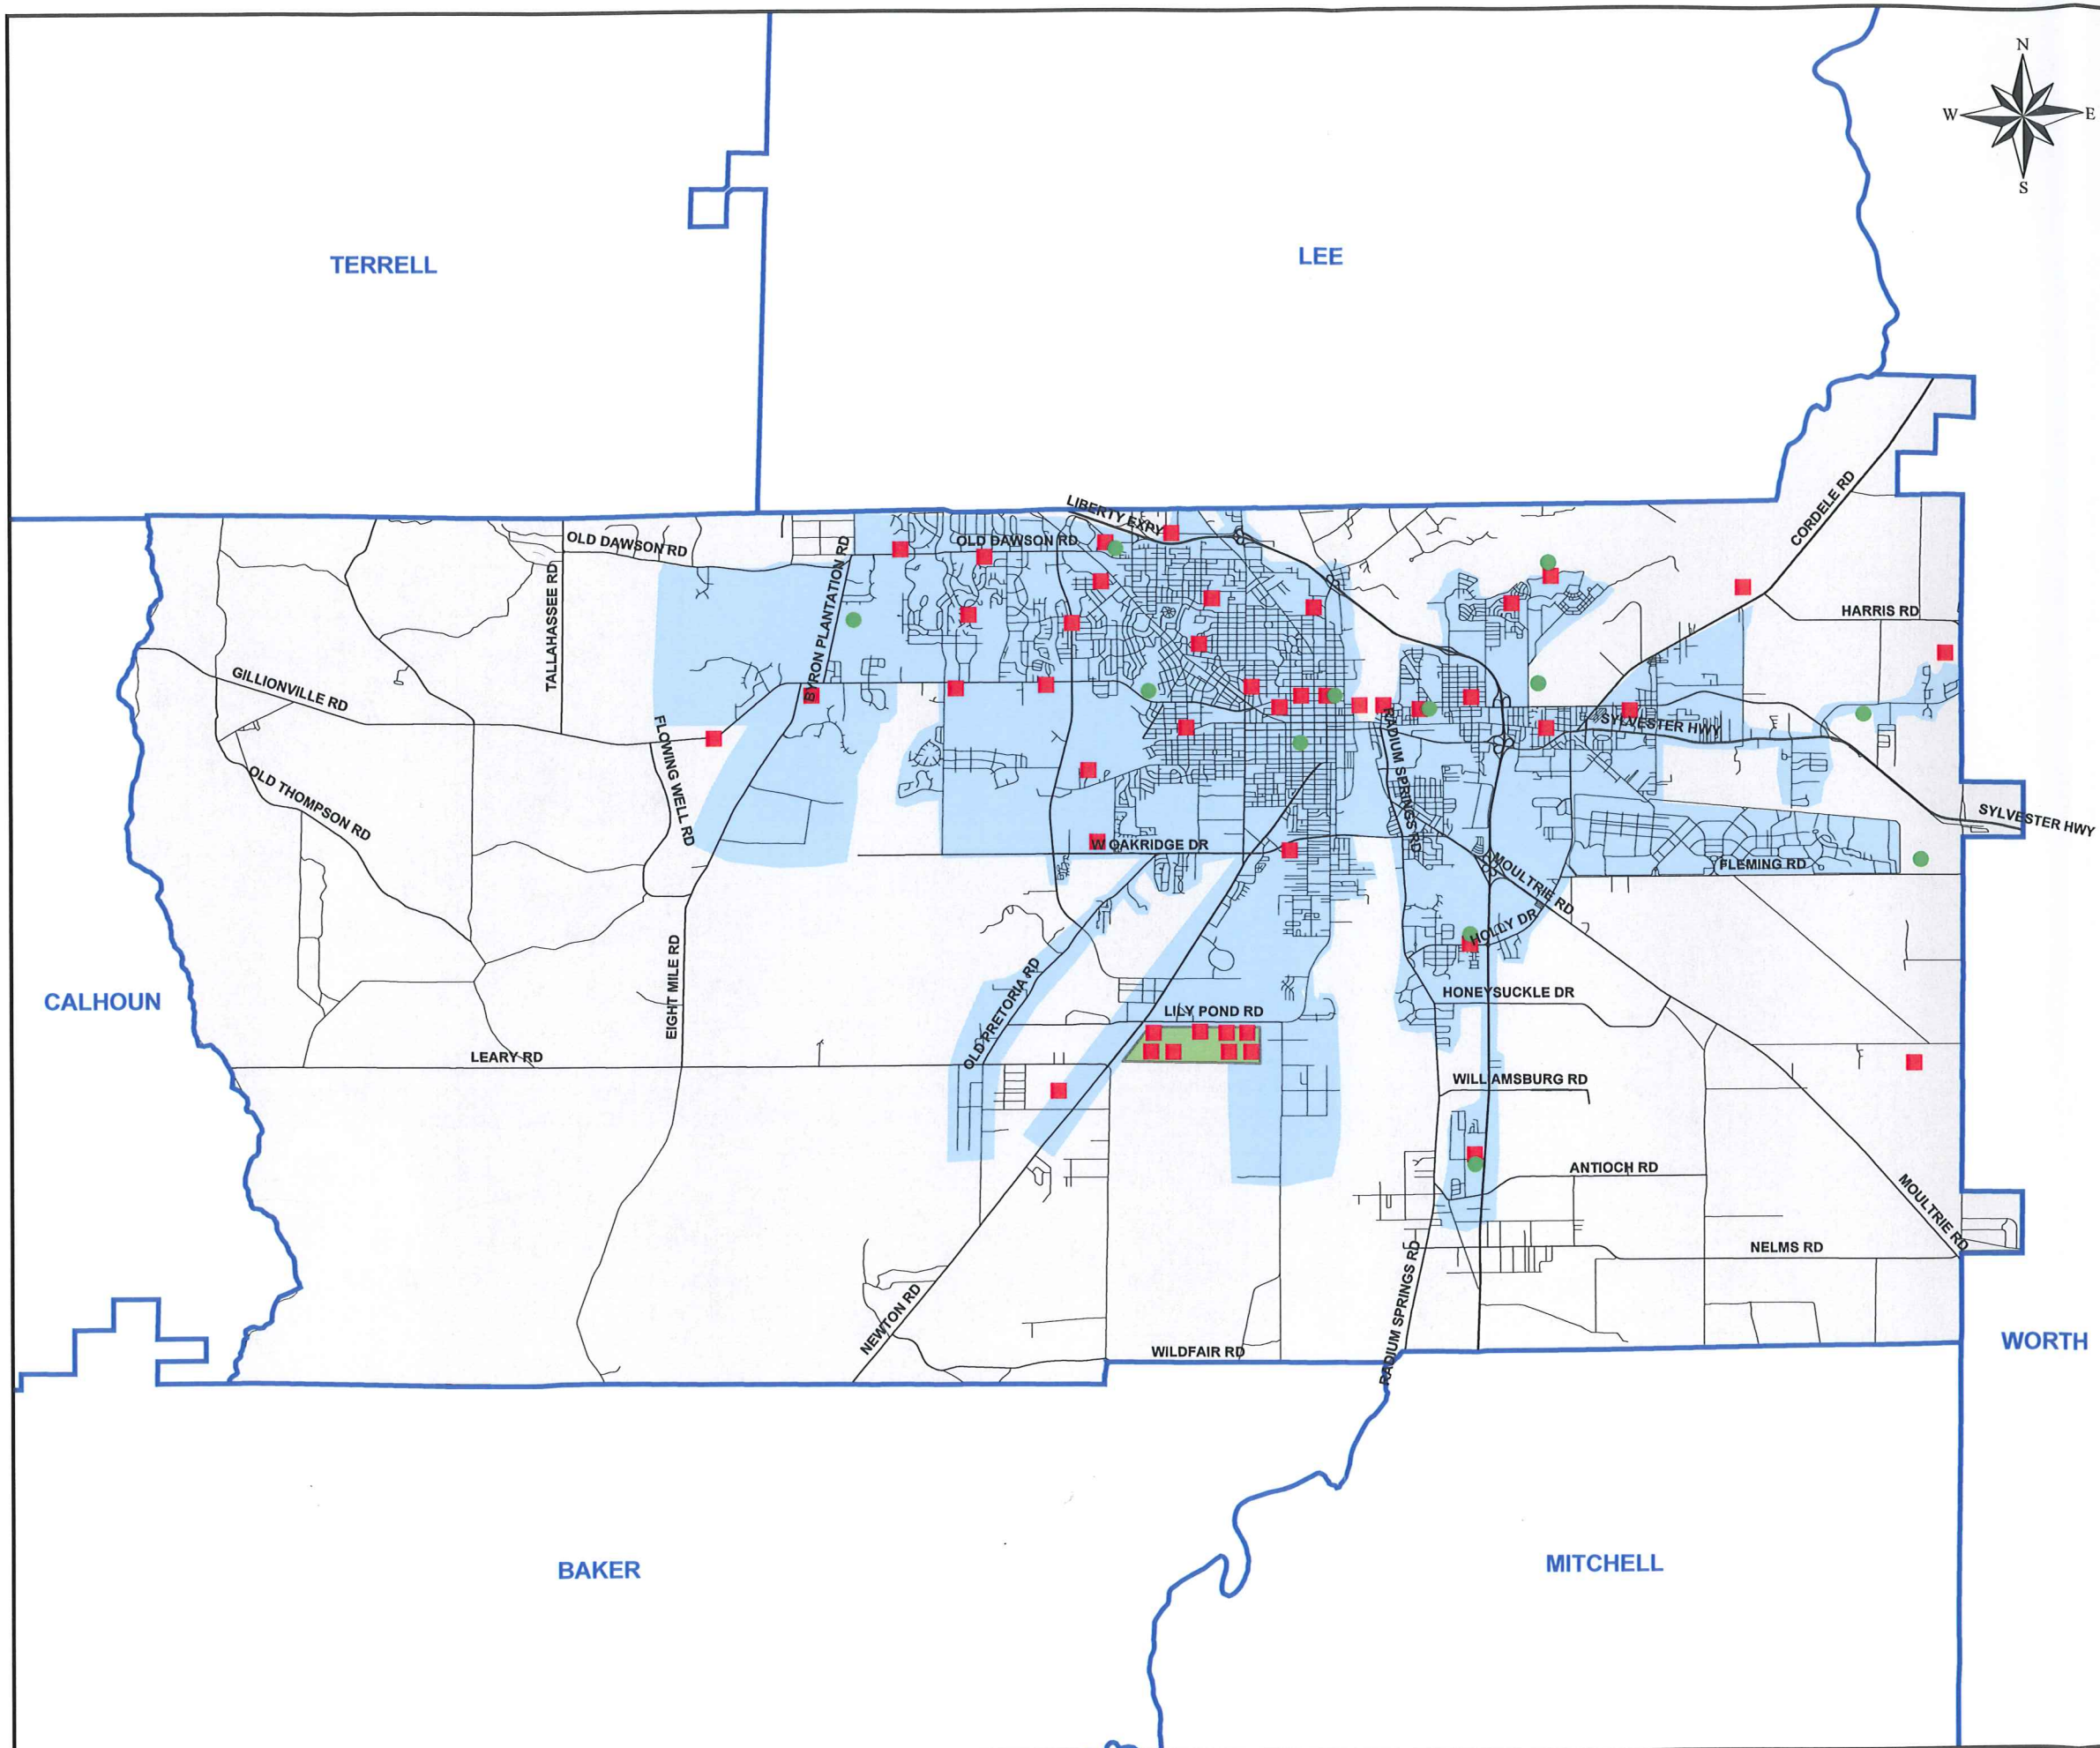 N
W E
S
TERRELL
LEE
LIBERTY EXPY
OLD DAWSON RD
OLD DAWSON RD
CORDELE RD
TALLAHASEE RD
BYRON PLANTATION RD
HARRIS RD
GILLIONVILLE RD
FLOWING WELL RD
RADIUM SPRINGS RD
SYLVESTER HWY
OLD THOMPSON RD
SYLVESTER HWY
W OAKRIDGE DR
MOULTRIE RD
FLEMING RD
HOLLY DR
EIGHT MILE RD
OLD PRETORIA RD
CALHOUN
HONEYSUCKLE DR
LILY POND RD
LEARY RD
WILLIAMSBURG RD
ANTIOCH RD
MOULTRIE RD
NELMS RD
NEWTON RD
RADIUM SPRINGS RD
WILDFAIR RD
WORTH
BAKER
MITCHELL